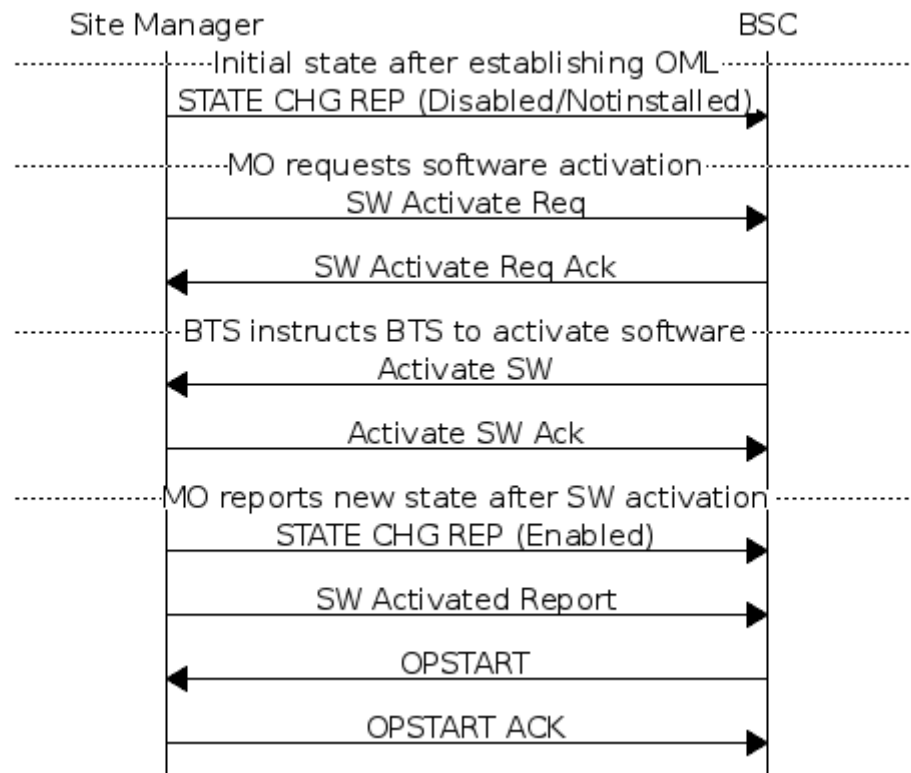 Site Manager BSC
Initial state after establishing OML
STATE CHG REP (Disabled/Notinstalled)
MO requests software activation
SW Activate Req
SW Activate Req Ack
BTS instructs BTS to activate software
Activate SW
Activate SW Ack
MO reports new state after SW activation
STATE CHG REP (Enabled)
SW Activated Report
OPSTART
OPSTART ACK